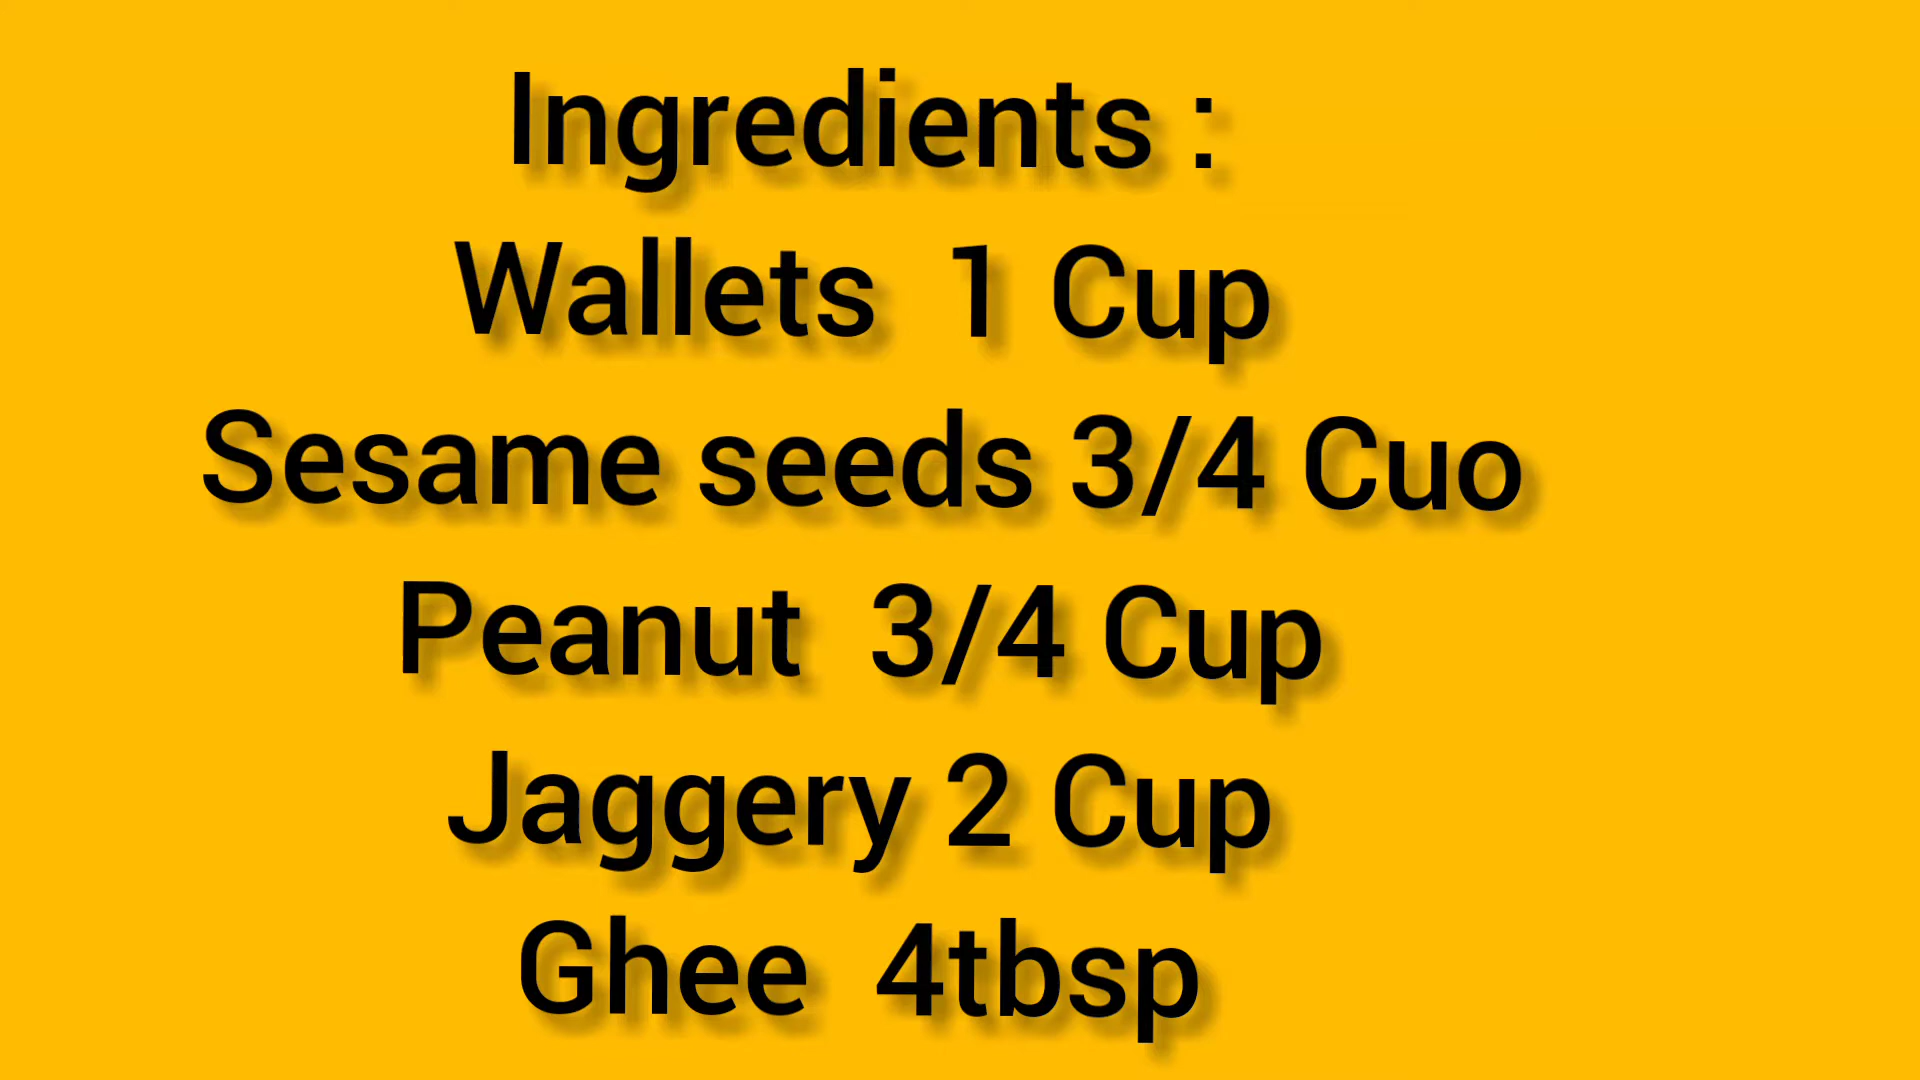 Ingredients :
Wallets 1 Cup
Sesame seeds 3/4 Cuo
Peanut 3/4 Cup
Jaggery 2 Cup
Ghee 4tbsp